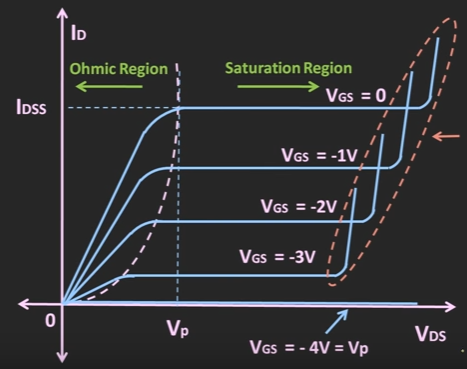 ID
Ohmic Region
Saturation Region
IDSS
VGS = 0
VGS = -1V
VGS = -2V
VGS = -3V
0
Vp
VDS
VGS = - 4V = Vp